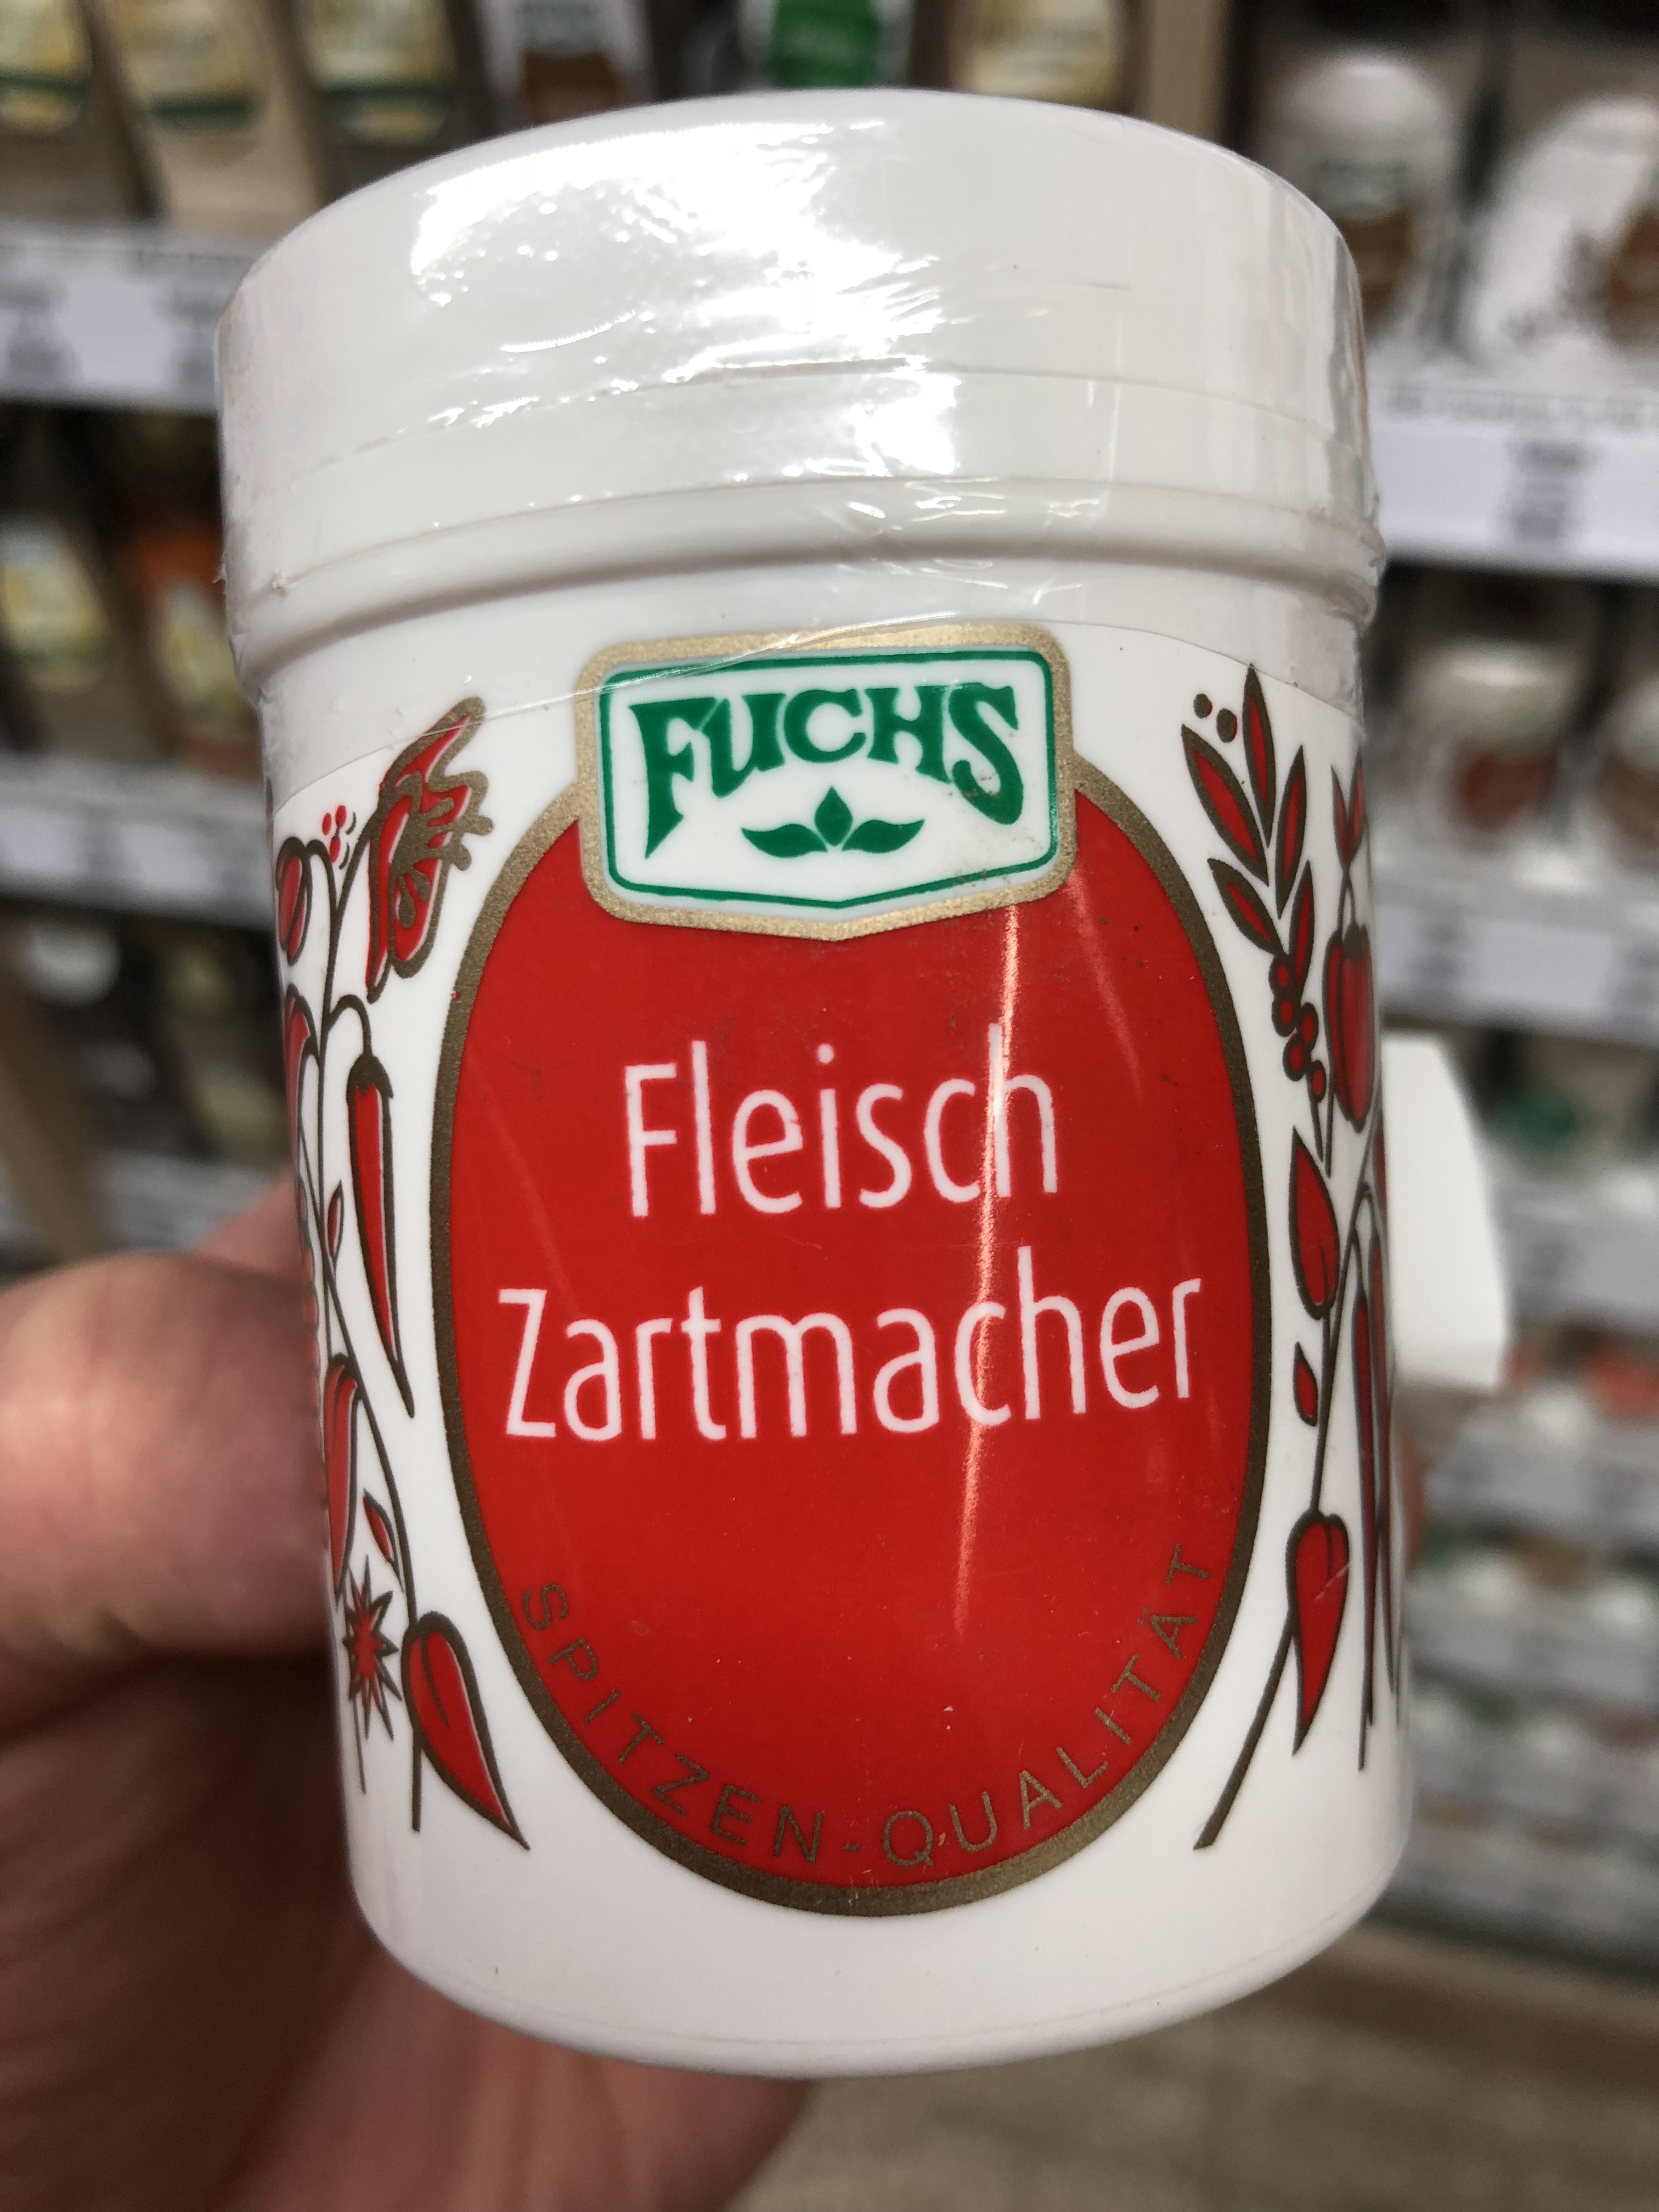 FUCHS
Fleisch
Zartmacher
SPITZEN-QUALITÄT